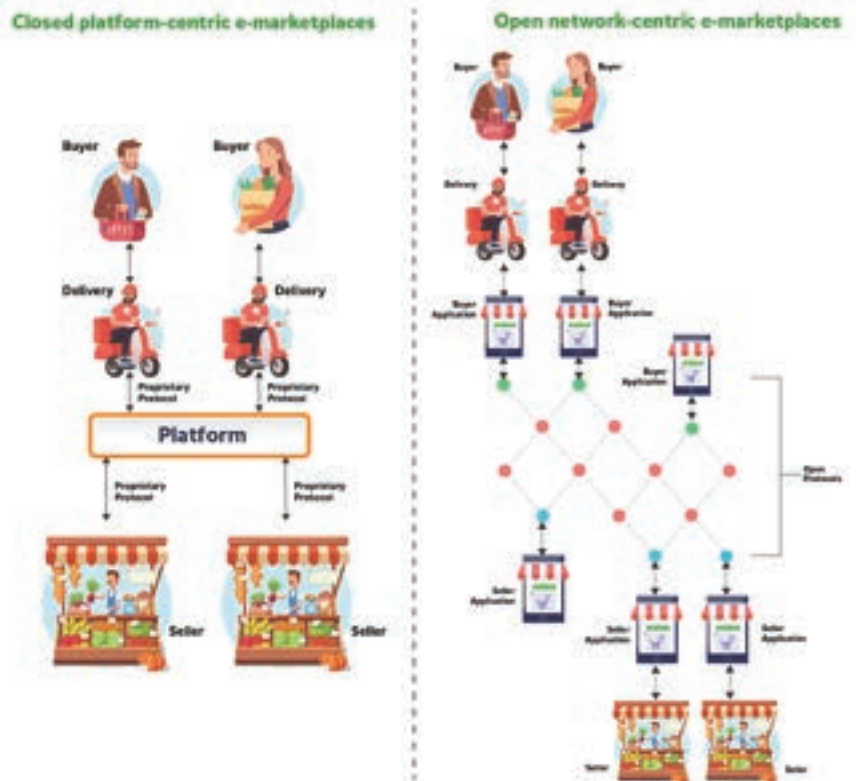 Closed platform-centric e-marketplaces
Buyer
Buyer
Delivery
Delivery
Proprietary
Protocol
Proprietary
Protocol
Platform
Proprietary
Protocol
Proprietary
Protocol
Seller
Seller
Open network-centric e-marketplaces
Buyer
Buyer
Delivery
Delivery
Buyer
Application
Buyer
Application
Buyer
Application
Open
Protocols
Seller
Application
Seller
Application
Seller
Application
Seller
Seller